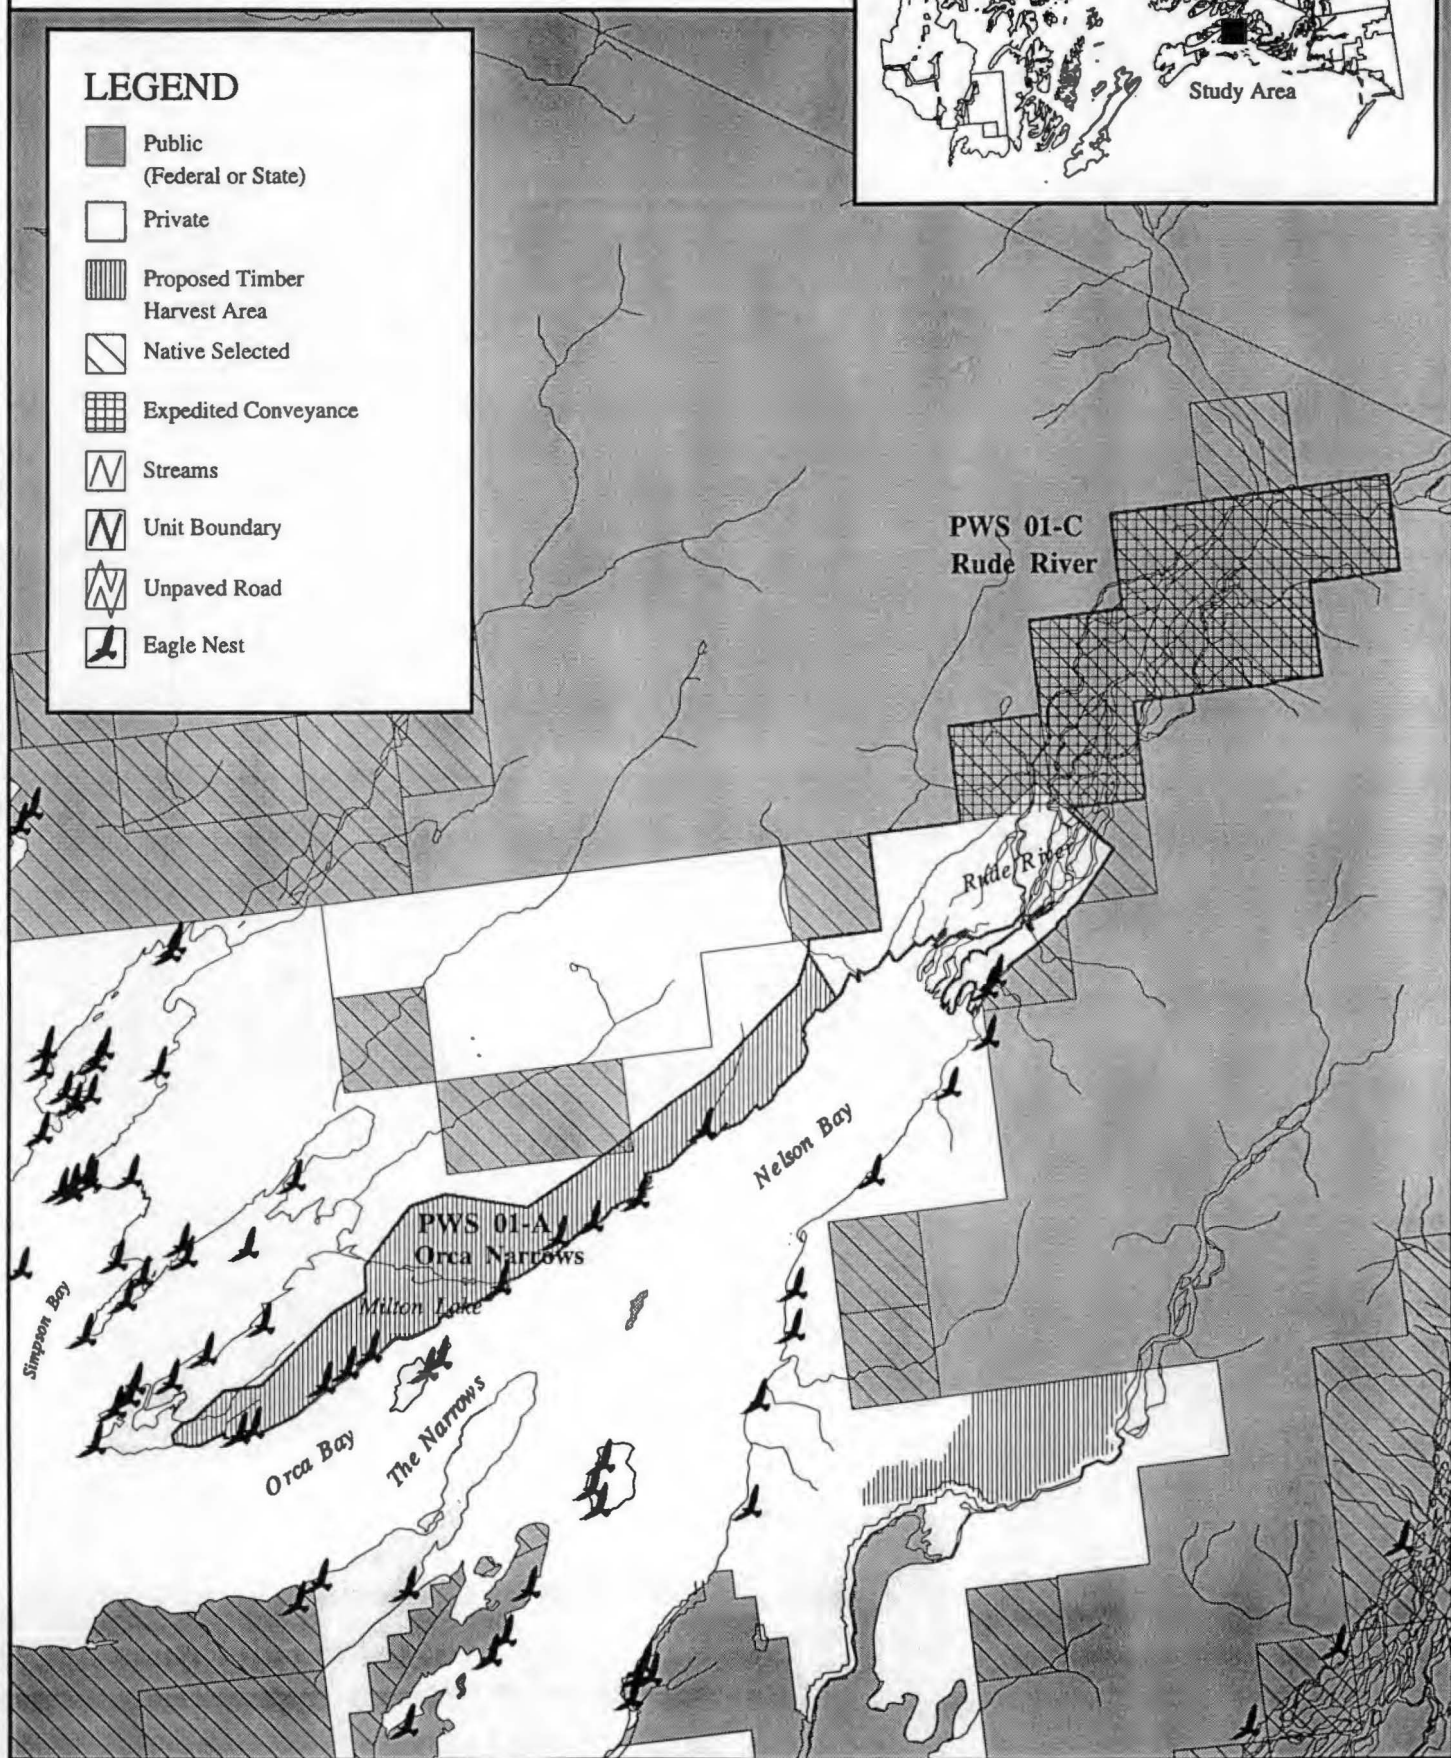 Study Area
LEGEND
Public
(Federal or State)
Private
Proposed Timber
Harvest Area
Native Selected
Expedited Conveyance
Streams
Unit Boundary
Unpaved Road
Eagle Nest
PWS 01-C
Rude River
Rude River
Nelson Bay
PWS 01-A
Orca Narrows
Milton Lake
Simpson Bay
The Narrows
Orca Bay